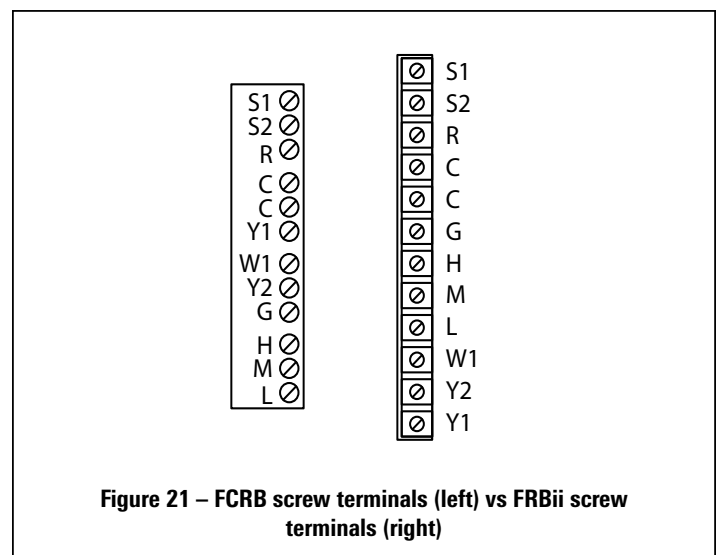 S1
S2
R
C
C
Y1
W1
Y2
G
H
M
L
S1
S2
R
C
C
G
H
M
L
W1
Y2
Y1
Figure 21 – FCRB screw terminals (left) vs FRBii screw
terminals (right)